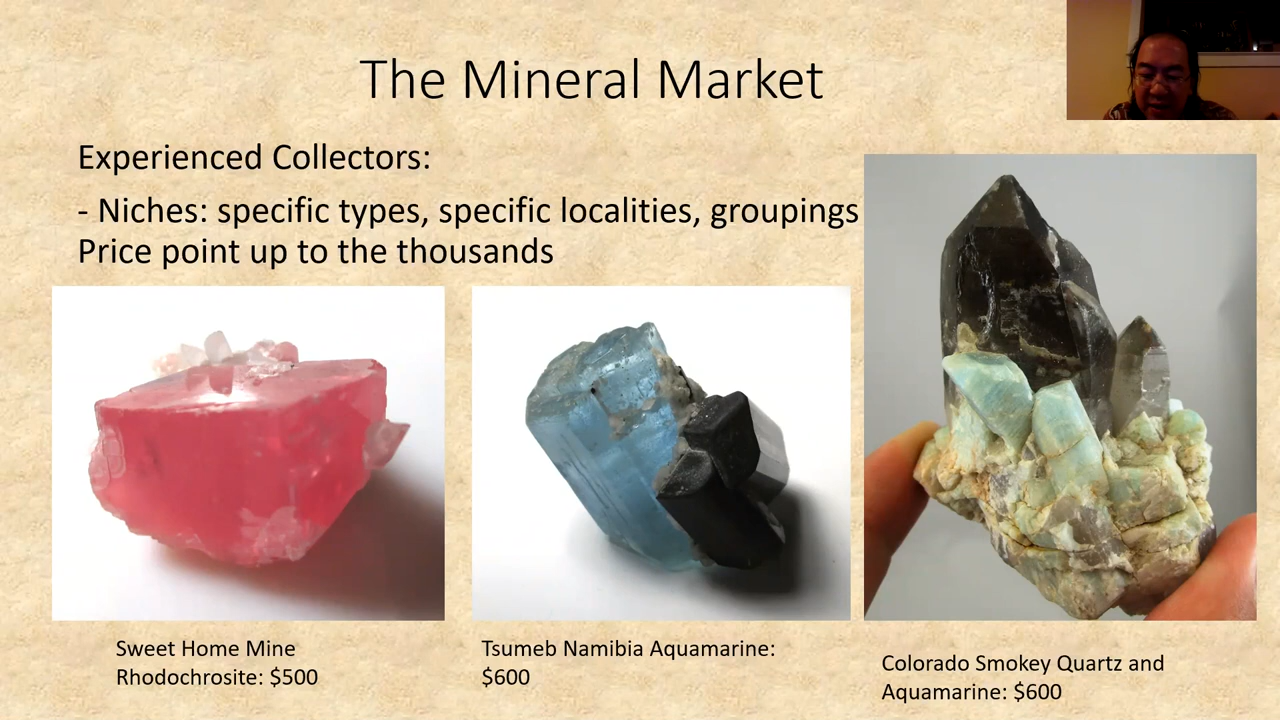 The Mineral Market
Experienced Collectors:
- Niches: specific types, specific localities, groupings
Price point up to the thousands
Sweet Home Mine
Rhodochrosite: $500
Tsumeb Namibia Aquamarine:
$600
Colorado Smokey Quartz and
Aquamarine: $600